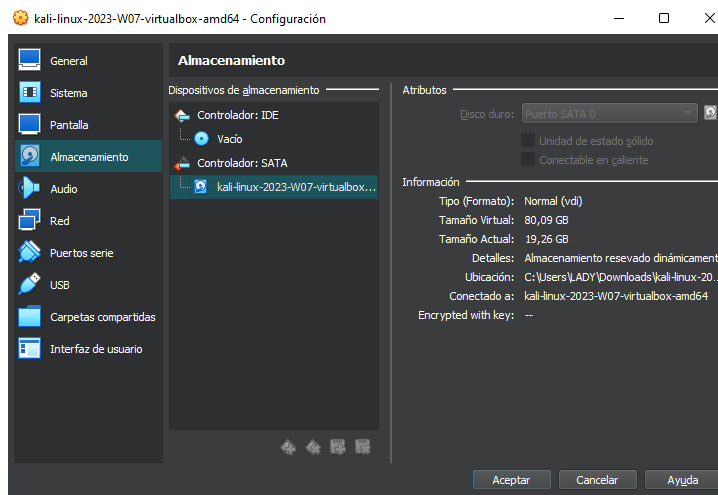 kali-linux-2023-W07-virtualbox-amd64 - Configuración
General
Sistema
Pantalla
Almacenamiento
Audio
Red
Puertos serie
USB
Carpetas compartidas
Interfaz de usuario
Almacenamiento
Dispositivos de almacenamiento
Controlador: IDE
Vacío
Controlador: SATA
kali-linux-2023-W07-virtualbox...
Atributos
Disco duro: Puerto SATA 0
Unidad de estado sólido
Conectable en caliente
Información
Tipo (Formato): Normal (vdi)
Tamaño Virtual: 80,09 GB
Tamaño Actual: 19,26 GB
Detalles: Almacenamiento resevado dinámicament
Ubicación: C:\Users\LADY\Downloads\kali-linux-20...
Conectado a: kali-linux-2023-W07-virtualbox-amd64
Encrypted with key: --
Aceptar Cancelar Ayuda